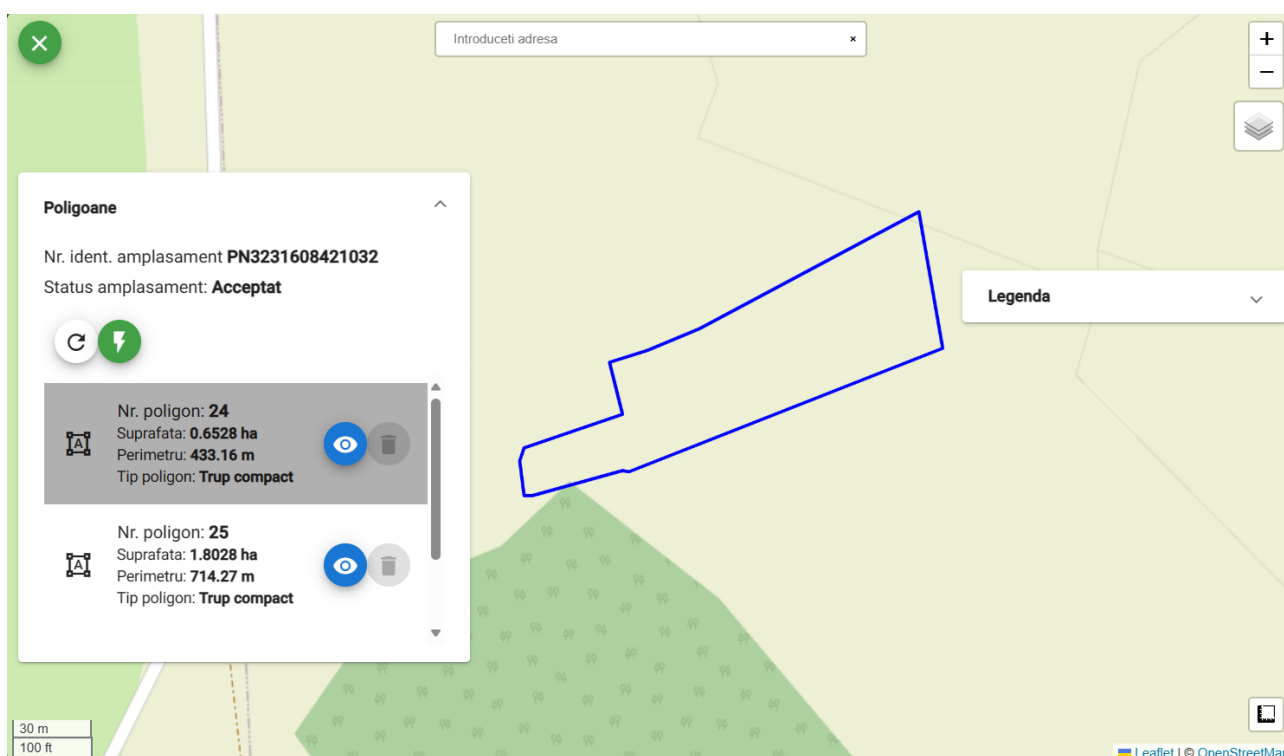 Introduceti adresa ×
+
−
Poligoane
Nr. ident. amplasament PN3231608421032
Status amplasament: Acceptat
Nr. poligon: 24
Suprafata: 0.6528 ha
Perimetru: 433.16 m
Tip poligon: Trup compact
Nr. poligon: 25
Suprafata: 1.8028 ha
Perimetru: 714.27 m
Tip poligon: Trup compact
Legenda
30 m
100 ft
Leaflet | © OpenStreetMa